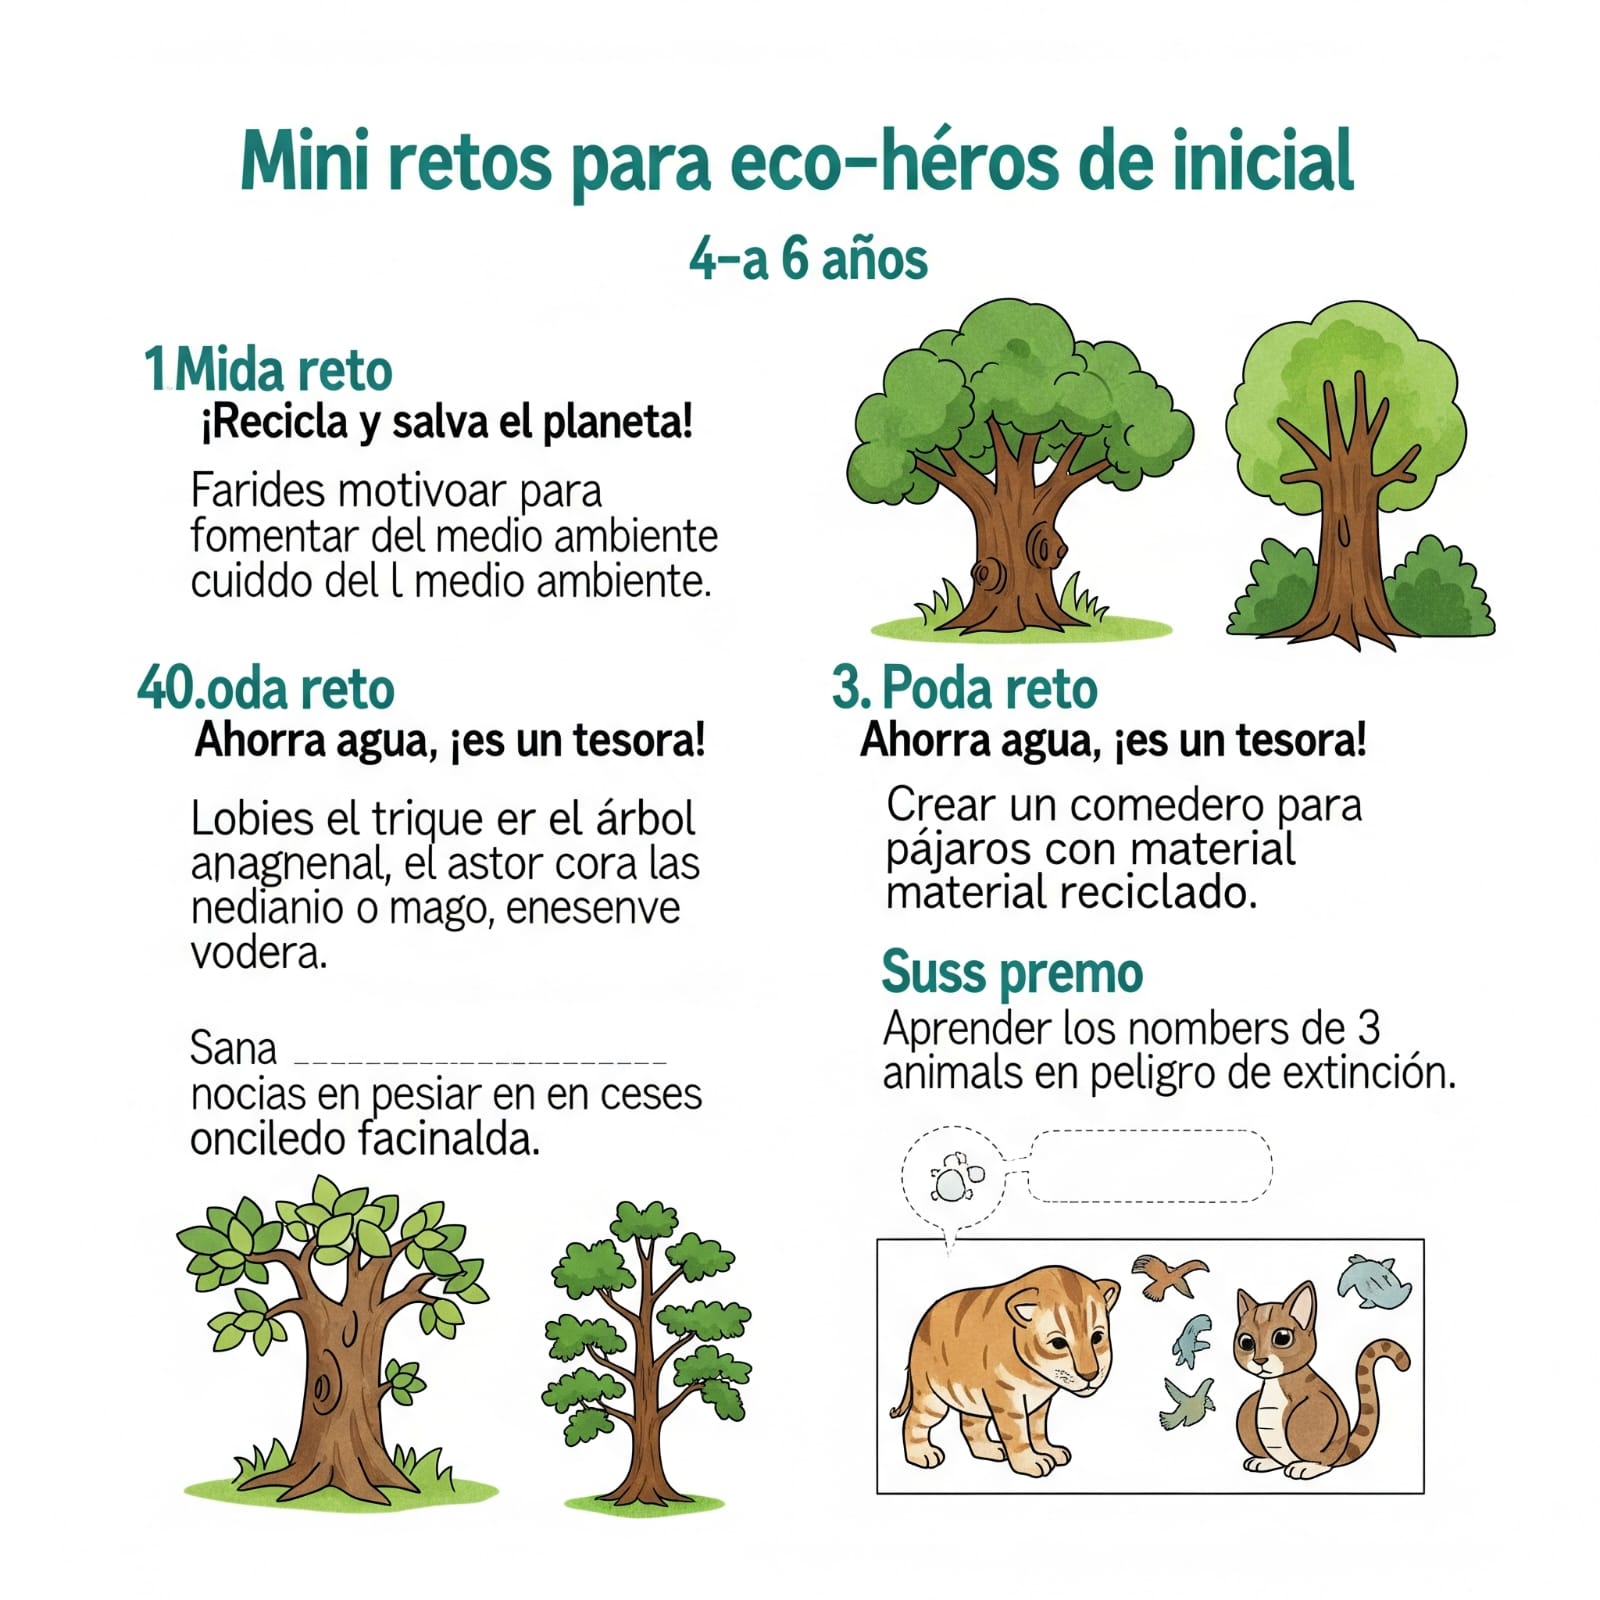 Mini retos para eco-héros de inicial
4-a 6 años
1.Mida reto
¡Recicla y salva el planeta!
Farides motivoar para
fomentar del medio ambiente
cuiddo del l medio ambiente.
40.oda reto
Ahorra agua, ¡es un tesora!
Lobies el trique er el árbol
anagnenal, el astor cora las
nedianio o mago, enesenve
vodera.
Sana ____________________
nocias en pesiar en en ceses
onciledo facinalda.
3. Poda reto
Ahorra agua, ¡es un tesora!
Crear un comedero para
pájaros con material
material reciclado.
Suss premo
Aprender los nombers de 3
animals en peligro de extinción.